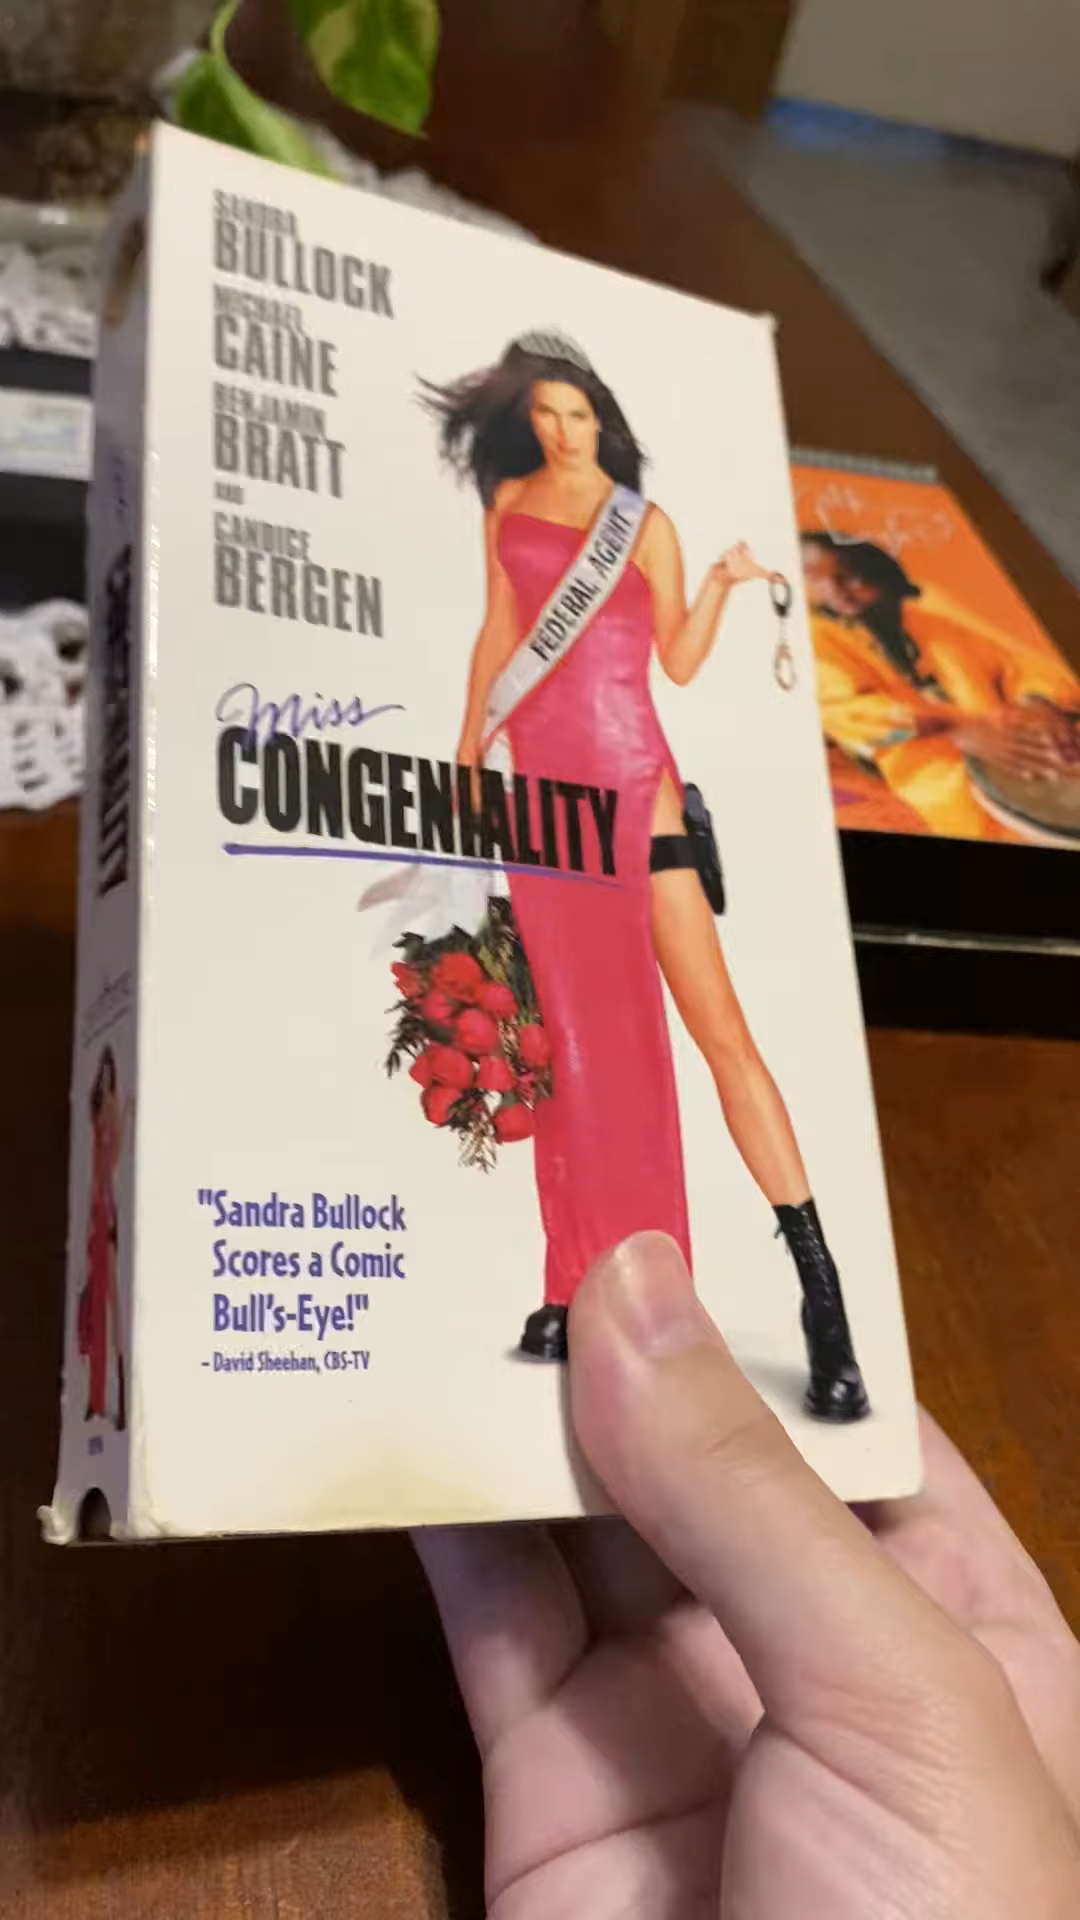 SANDRA
BULLOCK
MICHAEL
CAINE
BENJAMIN
BRATT
AND
CANDICE
BERGEN
FEDERAL AGENT
Miss
CONGENIALITY
"Sandra Bullock
Scores a Comic
Bull's-Eye!"
– David Sheehan, CBS-TV